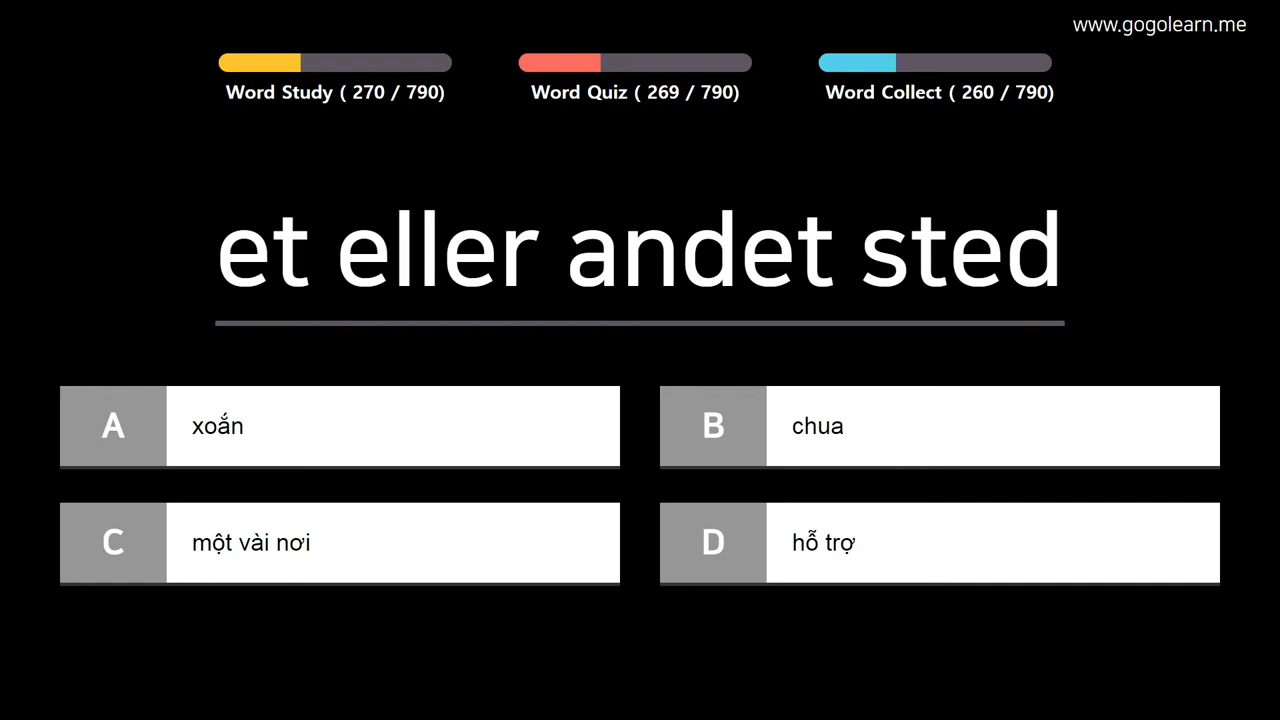 www.gogolearn.me
Word Study ( 270 / 790)
Word Quiz ( 269 / 790)
Word Collect ( 260 / 790)
et eller andet sted
A xoắn
B chua
C một vài nơi
D hỗ trợ